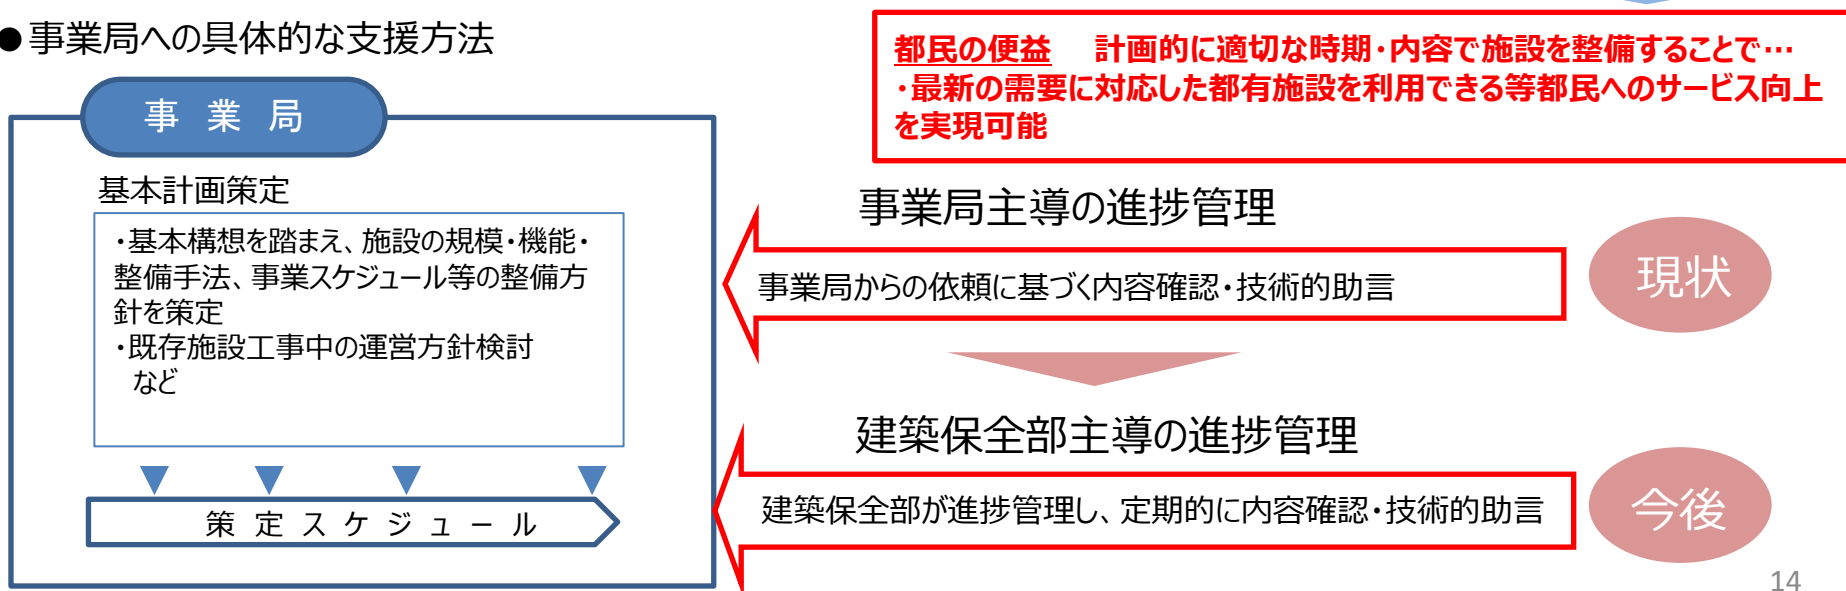 ●事業局への具体的な支援方法
都民の便益　計画的に適切な時期・内容で施設を整備することで…
・最新の需要に対応した都有施設を利用できる等都民へのサービス向上
を実現可能
事業局
基本計画策定
・基本構想を踏まえ、施設の規模・機能・
整備手法、事業スケジュール等の整備方
針を策定
・既存施設工事中の運営方針検討
など
策定スケジュール
事業局主導の進捗管理
事業局からの依頼に基づく内容確認・技術的助言
現状
建築保全部主導の進捗管理
建築保全部が進捗管理し、定期的に内容確認・技術的助言
今後
14